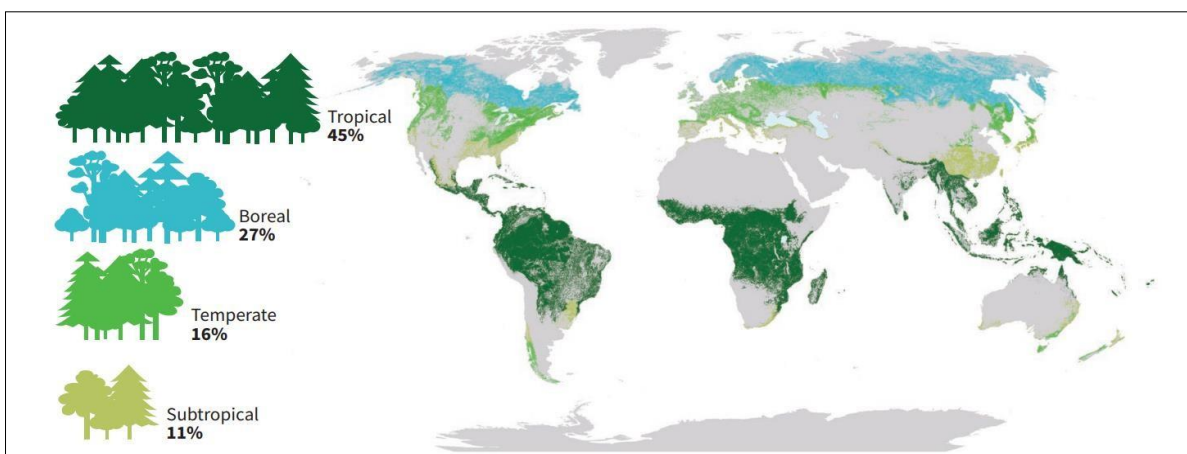 Tropical
45%
Boreal
27%
Temperate
16%
Subtropical
11%